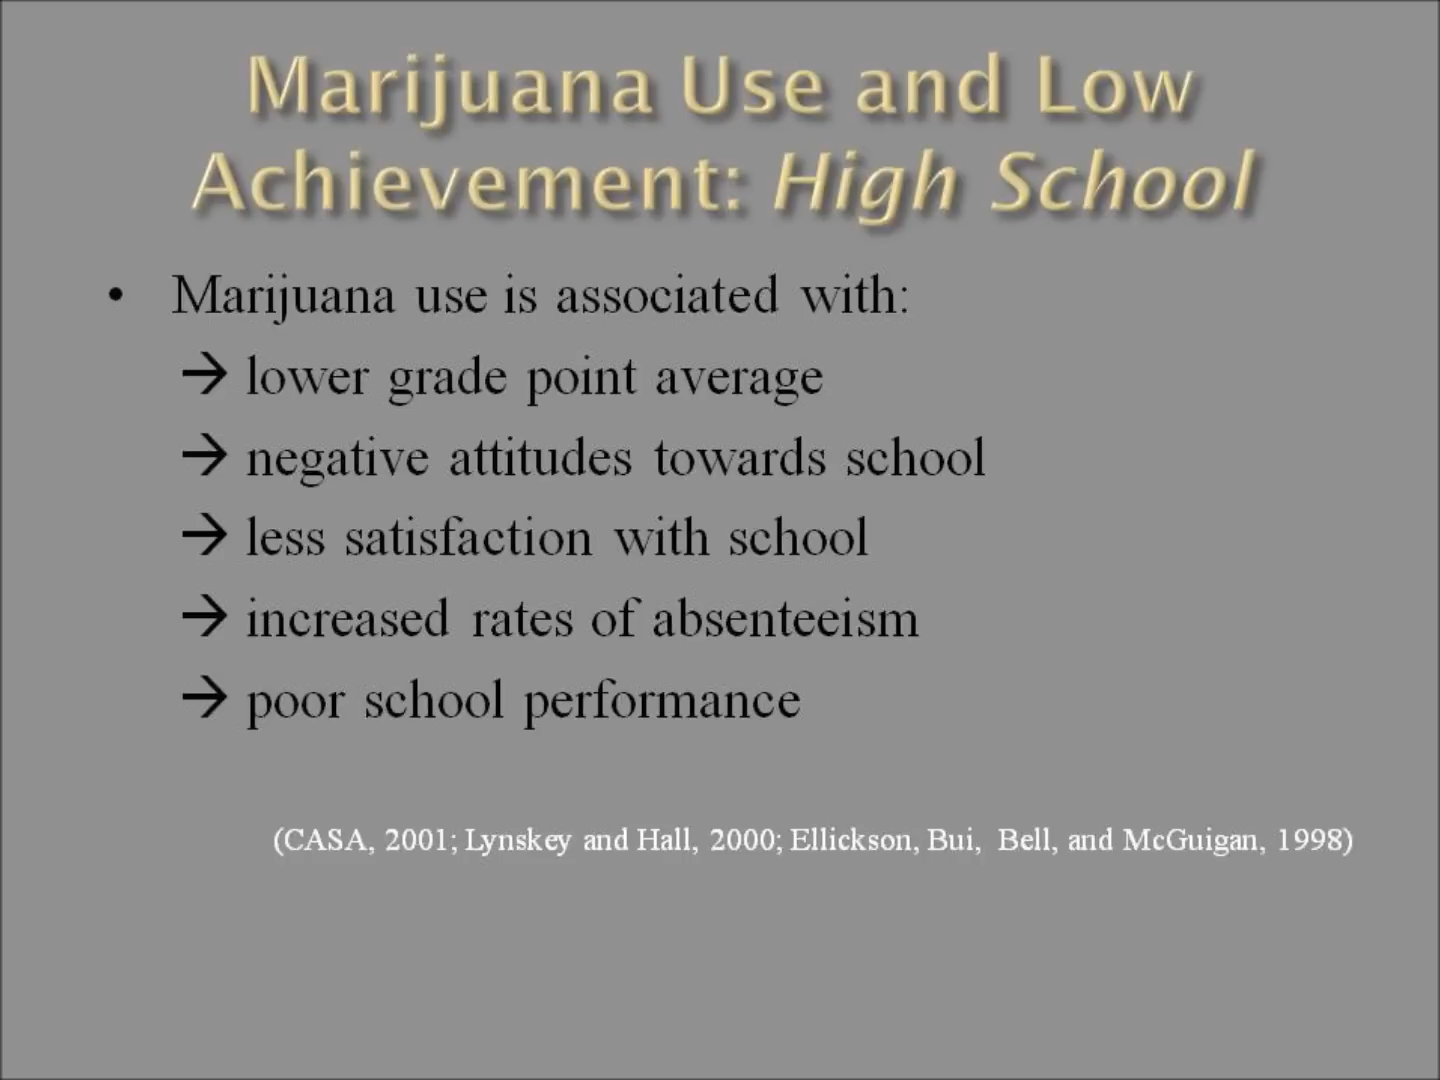 Marijuana Use and Low
Achievement: High School
• Marijuana use is associated with:
→ lower grade point average
→ negative attitudes towards school
→ less satisfaction with school
→ increased rates of absenteeism
→ poor school performance
(CASA, 2001; Lynskey and Hall, 2000; Ellickson, Bui, Bell, and McGuigan, 1998)